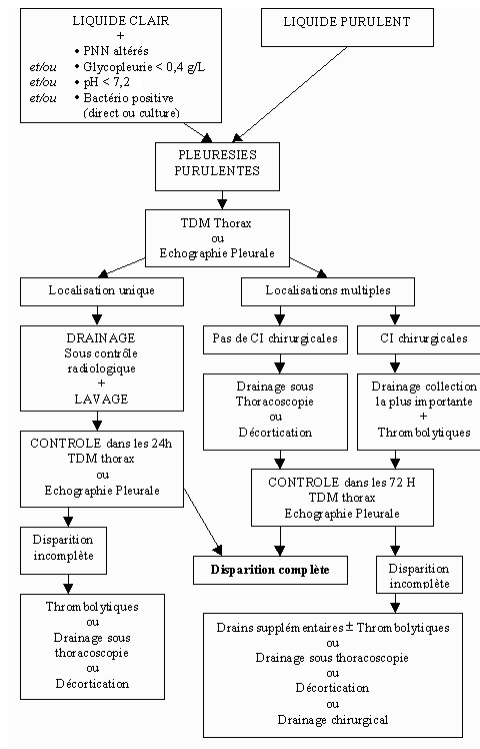 LIQUIDE CLAIR
+
• PNN altérés
et/ou • Glycopleurie < 0,4 g/L
et/ou • pH < 7,2
et/ou • Bactério positive
(direct ou culture)
LIQUIDE PURULENT
PLEURESIES
PURULENTES
TDM Thorax
ou
Echographie Pleurale
Localisation unique
Localisations multiples
DRAINAGE
Sous contrôle
radiologique
+
LAVAGE
Pas de CI chirurgicales
CI chirurgicales
Drainage sous
Thoracoscopie
ou
Décortication
Drainage collection
la plus importante
+
Thrombolytiques
CONTROLE dans les 24h
TDM thorax
ou
Echographie Pleurale
CONTROLE dans les 72 H
TDM thorax
Echographie Pleurale
Disparition
incomplète
Disparition complète
Disparition
incomplète
Thrombolytiques
ou
Drainage sous
thoracoscopie
ou
Décortication
Drains supplémentaires ± Thrombolytiques
ou
Drainage sous thoracoscopie
ou
Décortication
ou
Drainage chirurgical